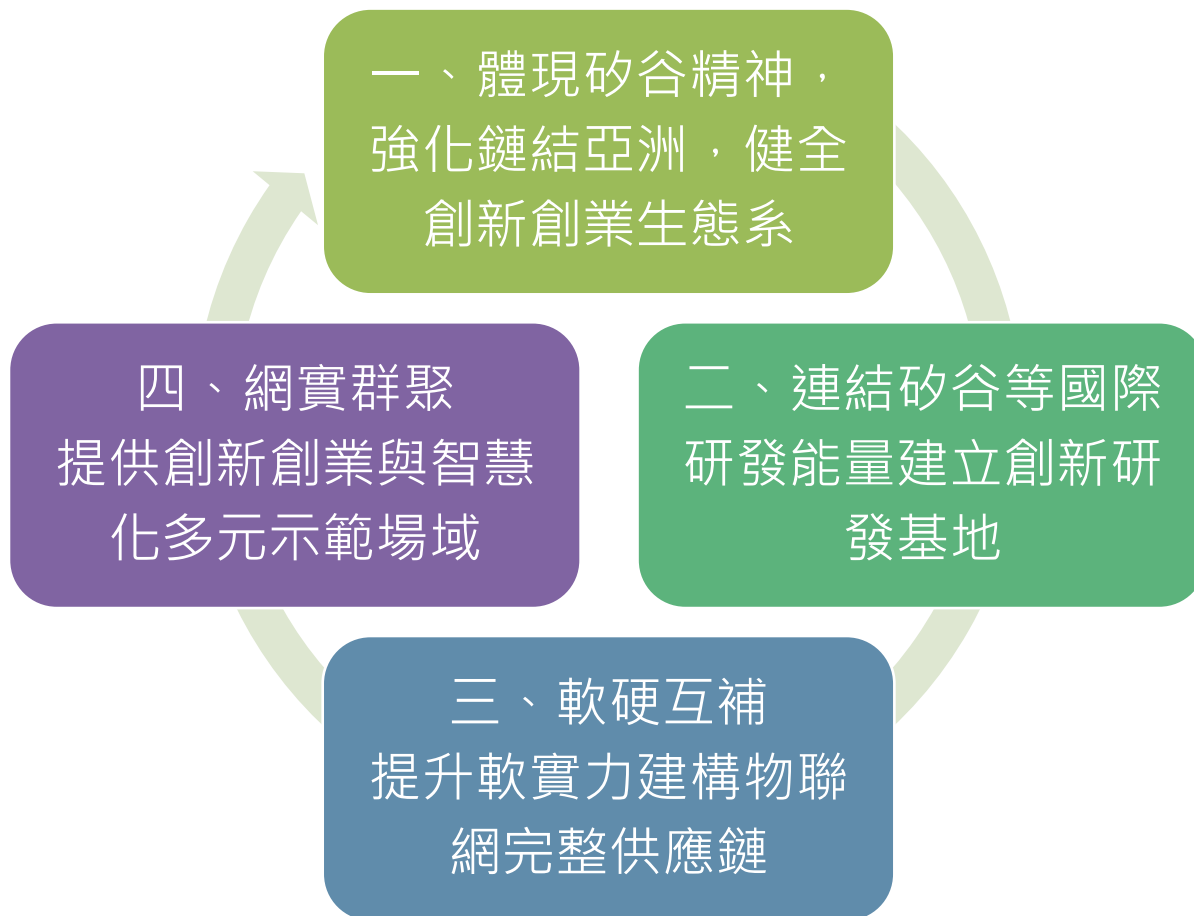 一、體現矽谷精神，
強化鏈結亞洲，健全
創新創業生態系
二、連結矽谷等國際
研發能量建立創新研
發基地
三、軟硬互補
提升軟實力建構物聯
網完整供應鏈
四、網實群聚
提供創新創業與智慧
化多元示範場域